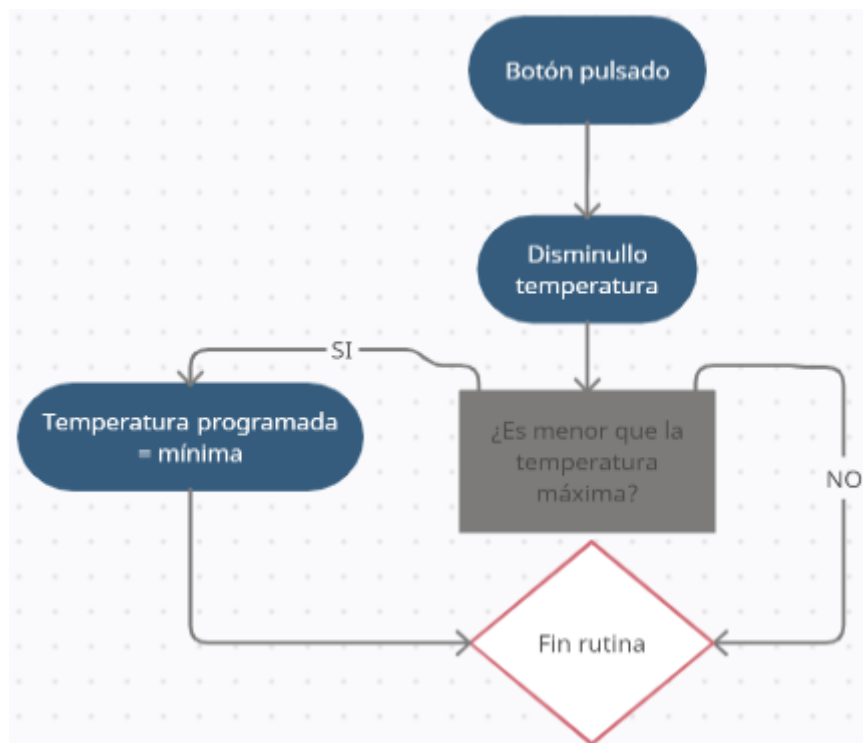 Botón pulsado
Disminullo
temperatura
SI
Temperatura programada
= mínima
¿Es menor que la
temperatura
máxima?
NO
Fin rutina